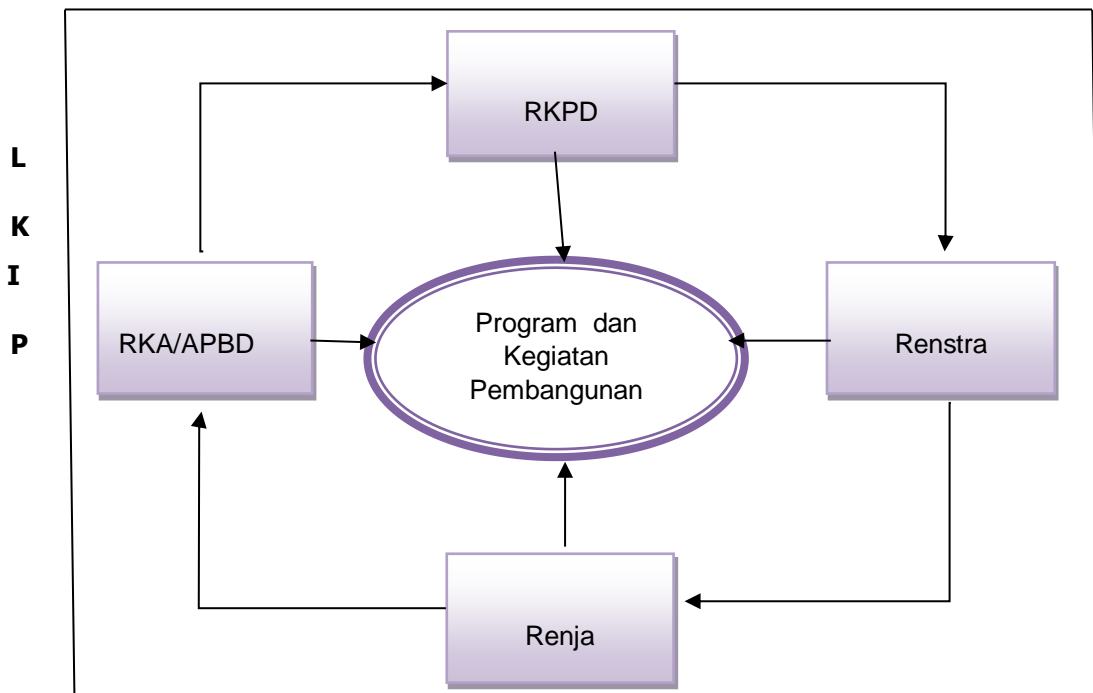 L
K
I
P
RKPD
RKA/APBD
Program dan
Kegiatan
Pembangunan
Renstra
Renja